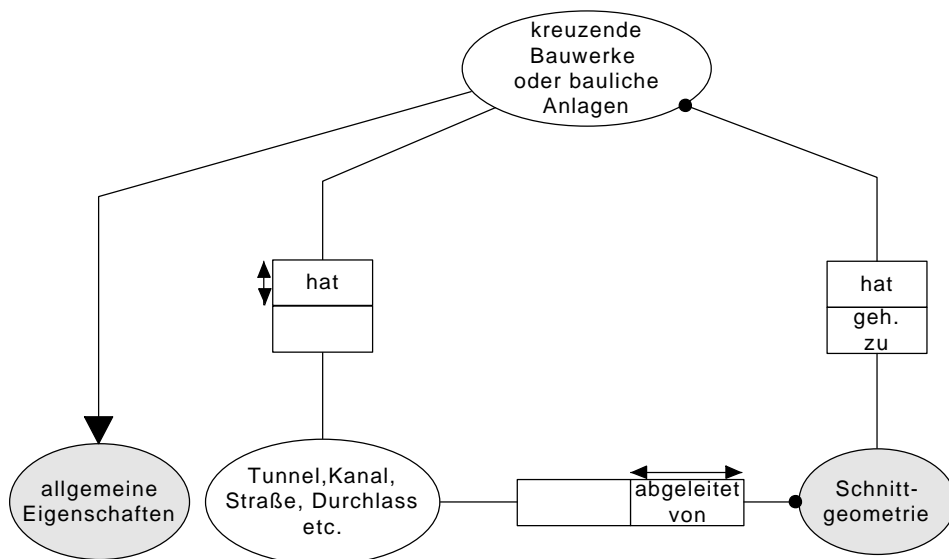 kreuzende
Bauwerke
oder bauliche
Anlagen
hat
hat
geh.
zu
allgemeine
Eigenschaften
Tunnel,Kanal,
Straße, Durchlass
etc.
abgeleitet
von
Schnitt-
geometrie